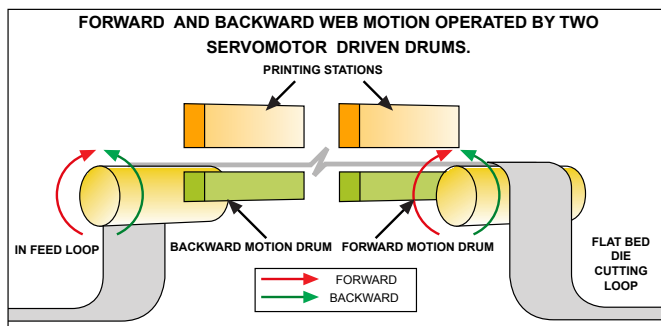 FORWARD AND BACKWARD WEB MOTION OPERATED BY TWO
SERVOMOTOR DRIVEN DRUMS.
PRINTING STATIONS
IN FEED LOOP
BACKWARD MOTION DRUM
FORWARD MOTION DRUM
FLAT BED
DIE
CUTTING
LOOP
FORWARD
BACKWARD